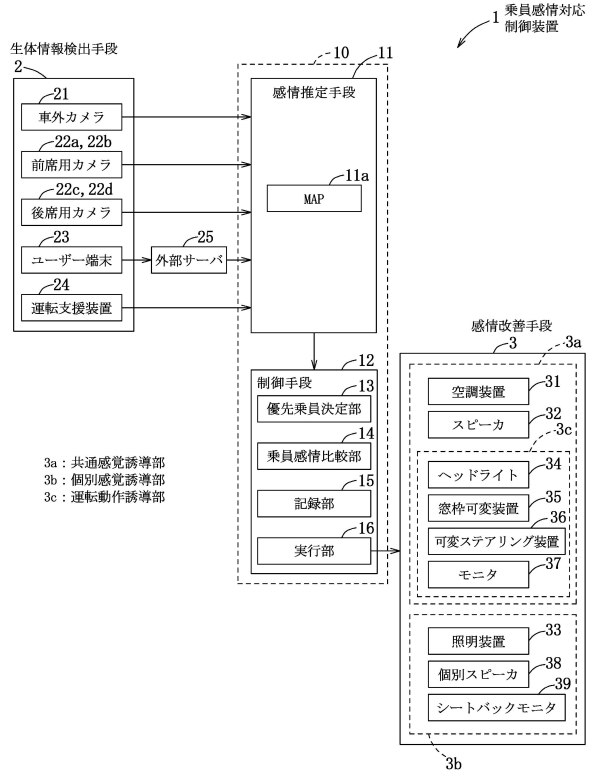 1
乗員感情対応
制御装置
生体情報検出手段
2
21
車外カメラ
22a, 22b
前席用カメラ
22c, 22d
後席用カメラ
23
ユーザー端末
25
外部サーバ
24
運転支援装置
10
11
感情推定手段
11a
MAP
12
制御手段
13
優先乗員決定部
14
乗員感情比較部
15
記録部
16
実行部
3a：共通感覚誘導部
3b：個別感覚誘導部
3c：運転動作誘導部
感情改善手段
3
3a
31
空調装置
32
スピーカ
3c
34
ヘッドライト
35
窓枠可変装置
36
可変ステアリング装置
37
モニタ
33
照明装置
38
個別スピーカ
39
シートバックモニタ
3b